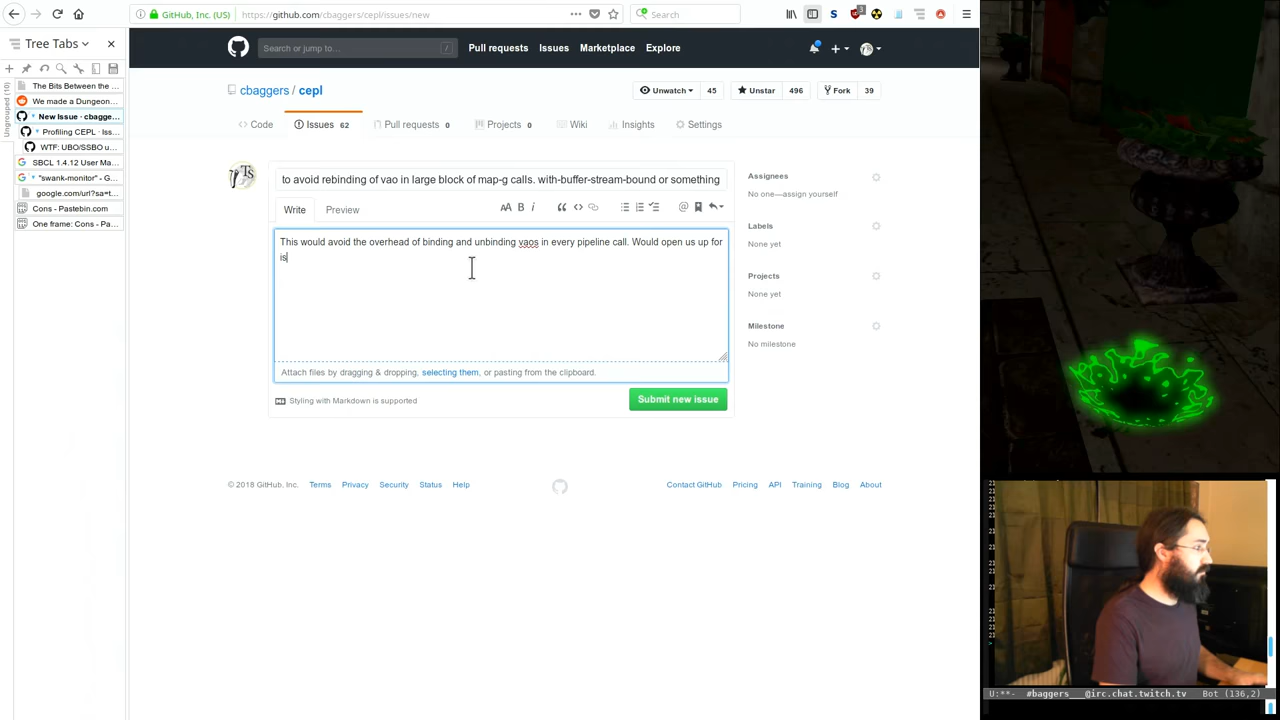 GitHub, Inc. (US)
https://github.com/cbaggers/cepl/issues/new
Search
Tree Tabs
Ungrouped (10)
The Bits Between the ...
We made a Dungeon...
New Issue · cbagge...
Profiling CEPL · Iss...
WTF: UBO/SSBO u...
SBCL 1.4.12 User Ma...
"swank-monitor" - G...
google.com/url?sa=t...
Cons - Pastebin.com
One frame: Cons - Pa...
Search or jump to...
/
Pull requests
Issues
Marketplace
Explore
cbaggers / cepl
Unwatch
45
Unstar
496
Fork
39
Code
Issues 62
Pull requests 0
Projects 0
Wiki
Insights
Settings
to avoid rebinding of vao in large block of map-g calls. with-buffer-stream-bound or something
Write
Preview
This would avoid the overhead of binding and unbinding vaos in every pipeline call. Would open us up for
is
Attach files by dragging & dropping, selecting them, or pasting from the clipboard.
Styling with Markdown is supported
Submit new issue
Assignees
No one—assign yourself
Labels
None yet
Projects
None yet
Milestone
No milestone
© 2018 GitHub, Inc.
Terms
Privacy
Security
Status
Help
Contact GitHub
Pricing
API
Training
Blog
About
U:**- #baggers___@irc.chat.twitch.tv Bot (136,2)